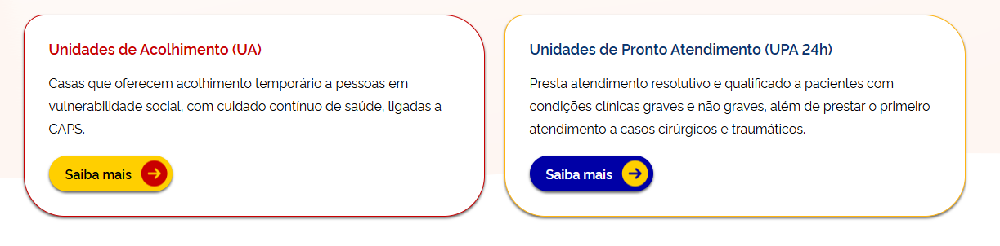 Unidades de Acolhimento (UA)
Casas que oferecem acolhimento temporário a pessoas em
vulnerabilidade social, com cuidado contínuo de saúde, ligadas a
CAPS.
Saiba mais
Unidades de Pronto Atendimento (UPA 24h)
Presta atendimento resolutivo e qualificado a pacientes com
condições clínicas graves e não graves, além de prestar o primeiro
atendimento a casos cirúrgicos e traumáticos.
Saiba mais